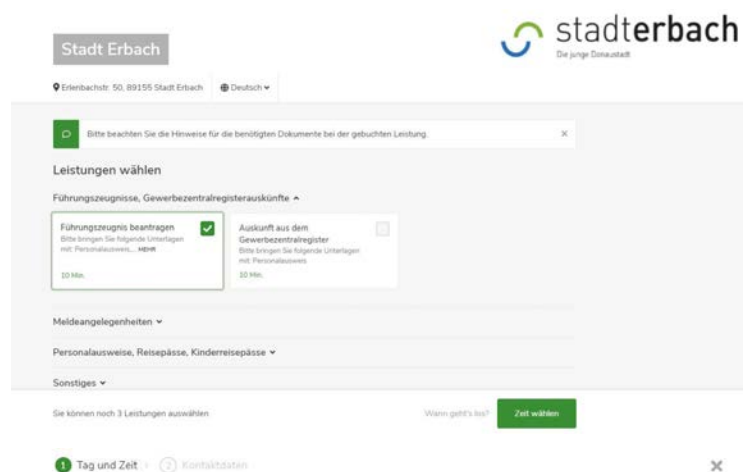 Stadt Erbach
stadterbach
Die junge Donaustadt
Erlenbachstr. 50, 89155 Stadt Erbach
Deutsch
Bitte beachten Sie die Hinweise für die benötigten Dokumente bei der gebuchten Leistung.
Leistungen wählen
Führungszeugnisse, Gewerbezentralregisterauskünfte
Führungszeugnis beantragen
Bitte bringen Sie folgende Unterlagen
mit: Personalausweis,... MEHR
10 Min.
Auskunft aus dem
Gewerbezentralregister
Bitte bringen Sie folgende Unterlagen
mit: Personalausweis
10 Min.
Meldeangelegenheiten
Personalausweise, Reisepässe, Kinderreisepässe
Sonstiges
Sie können noch 3 Leistungen auswählen
Wann geht's los?
Zeit wählen
1 Tag und Zeit
2 Kontaktdaten